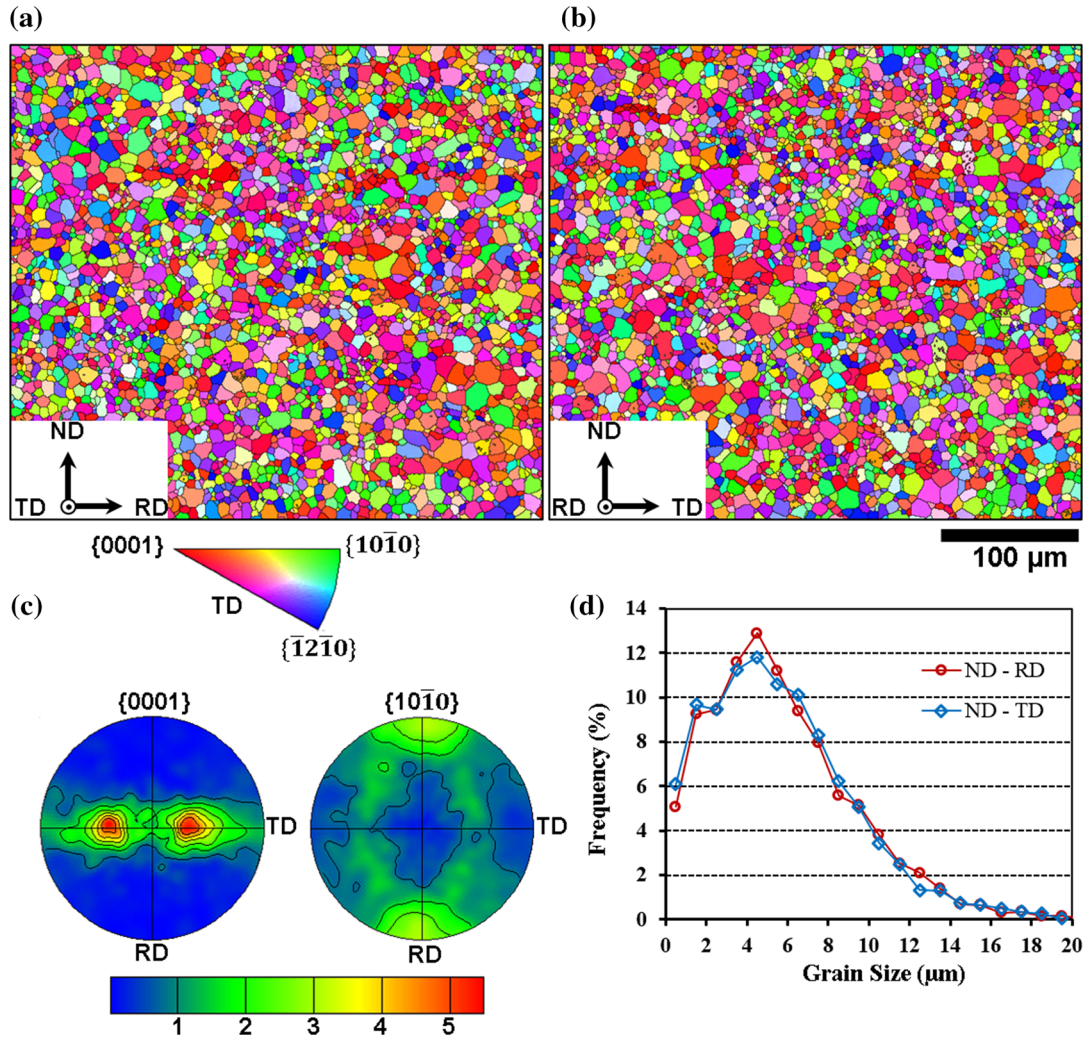 (a)
(b)
ND
TD RD
ND
RD TD
100 μm
{0001} {101̅0}
TD
{1̅21̅0}
(c)
(d)
{0001} {101̅0}
TD TD
RD RD
1 2 3 4 5
14
12
10
8
6
4
2
0
Frequency (%)
ND - RD
ND - TD
0 2 4 6 8 10 12 14 16 18 20
Grain Size (μm)